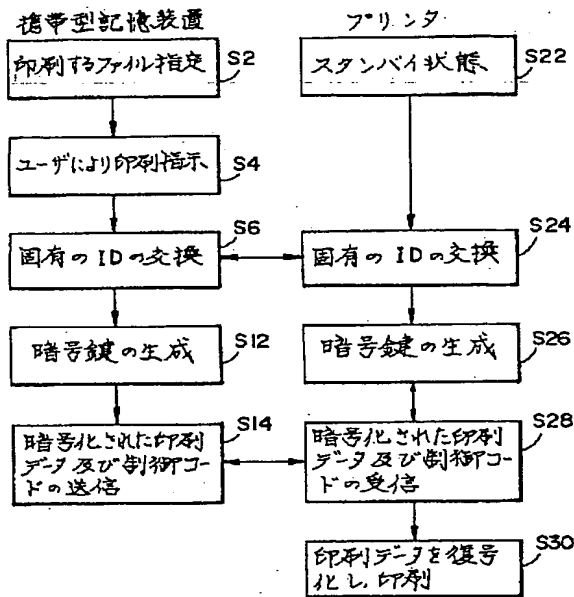 携帯型記憶装置
プリンタ
印刷するファイル指定
S2
スタンバイ状態
S22
ユーザにより印刷指示
S4
固有のIDの交換
S6
固有のIDの交換
S24
暗号鍵の生成
S12
暗号鍵の生成
S26
暗号化された印刷
データ及び制御コー
ドの送信
S14
暗号化された印刷
データ及び制御コー
ドの受信
S28
印刷データを復号
化し、印刷
S30